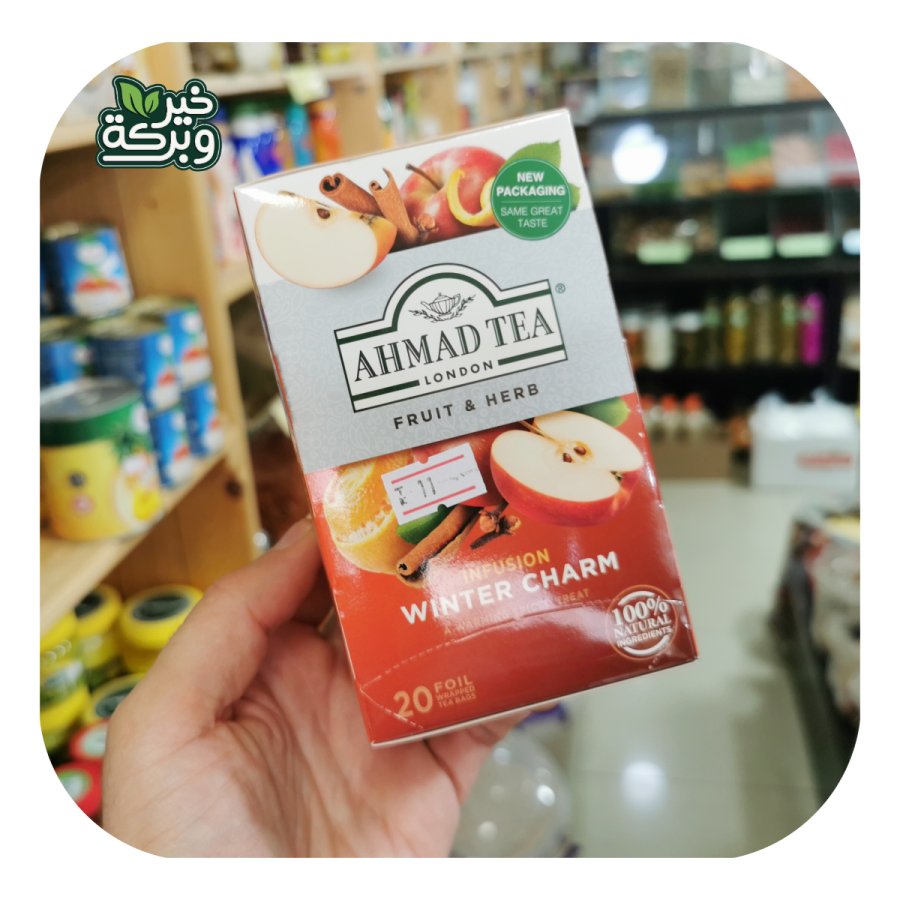 خير
وبركة
NEW
PACKAGING
SAME GREAT
TASTE
AHMAD TEA®
LONDON
FRUIT & HERB
11
INFUSION
WINTER CHARM
100%
NATURAL
INGREDIENTS
20 FOIL
WRAPPED
TEA BAGS